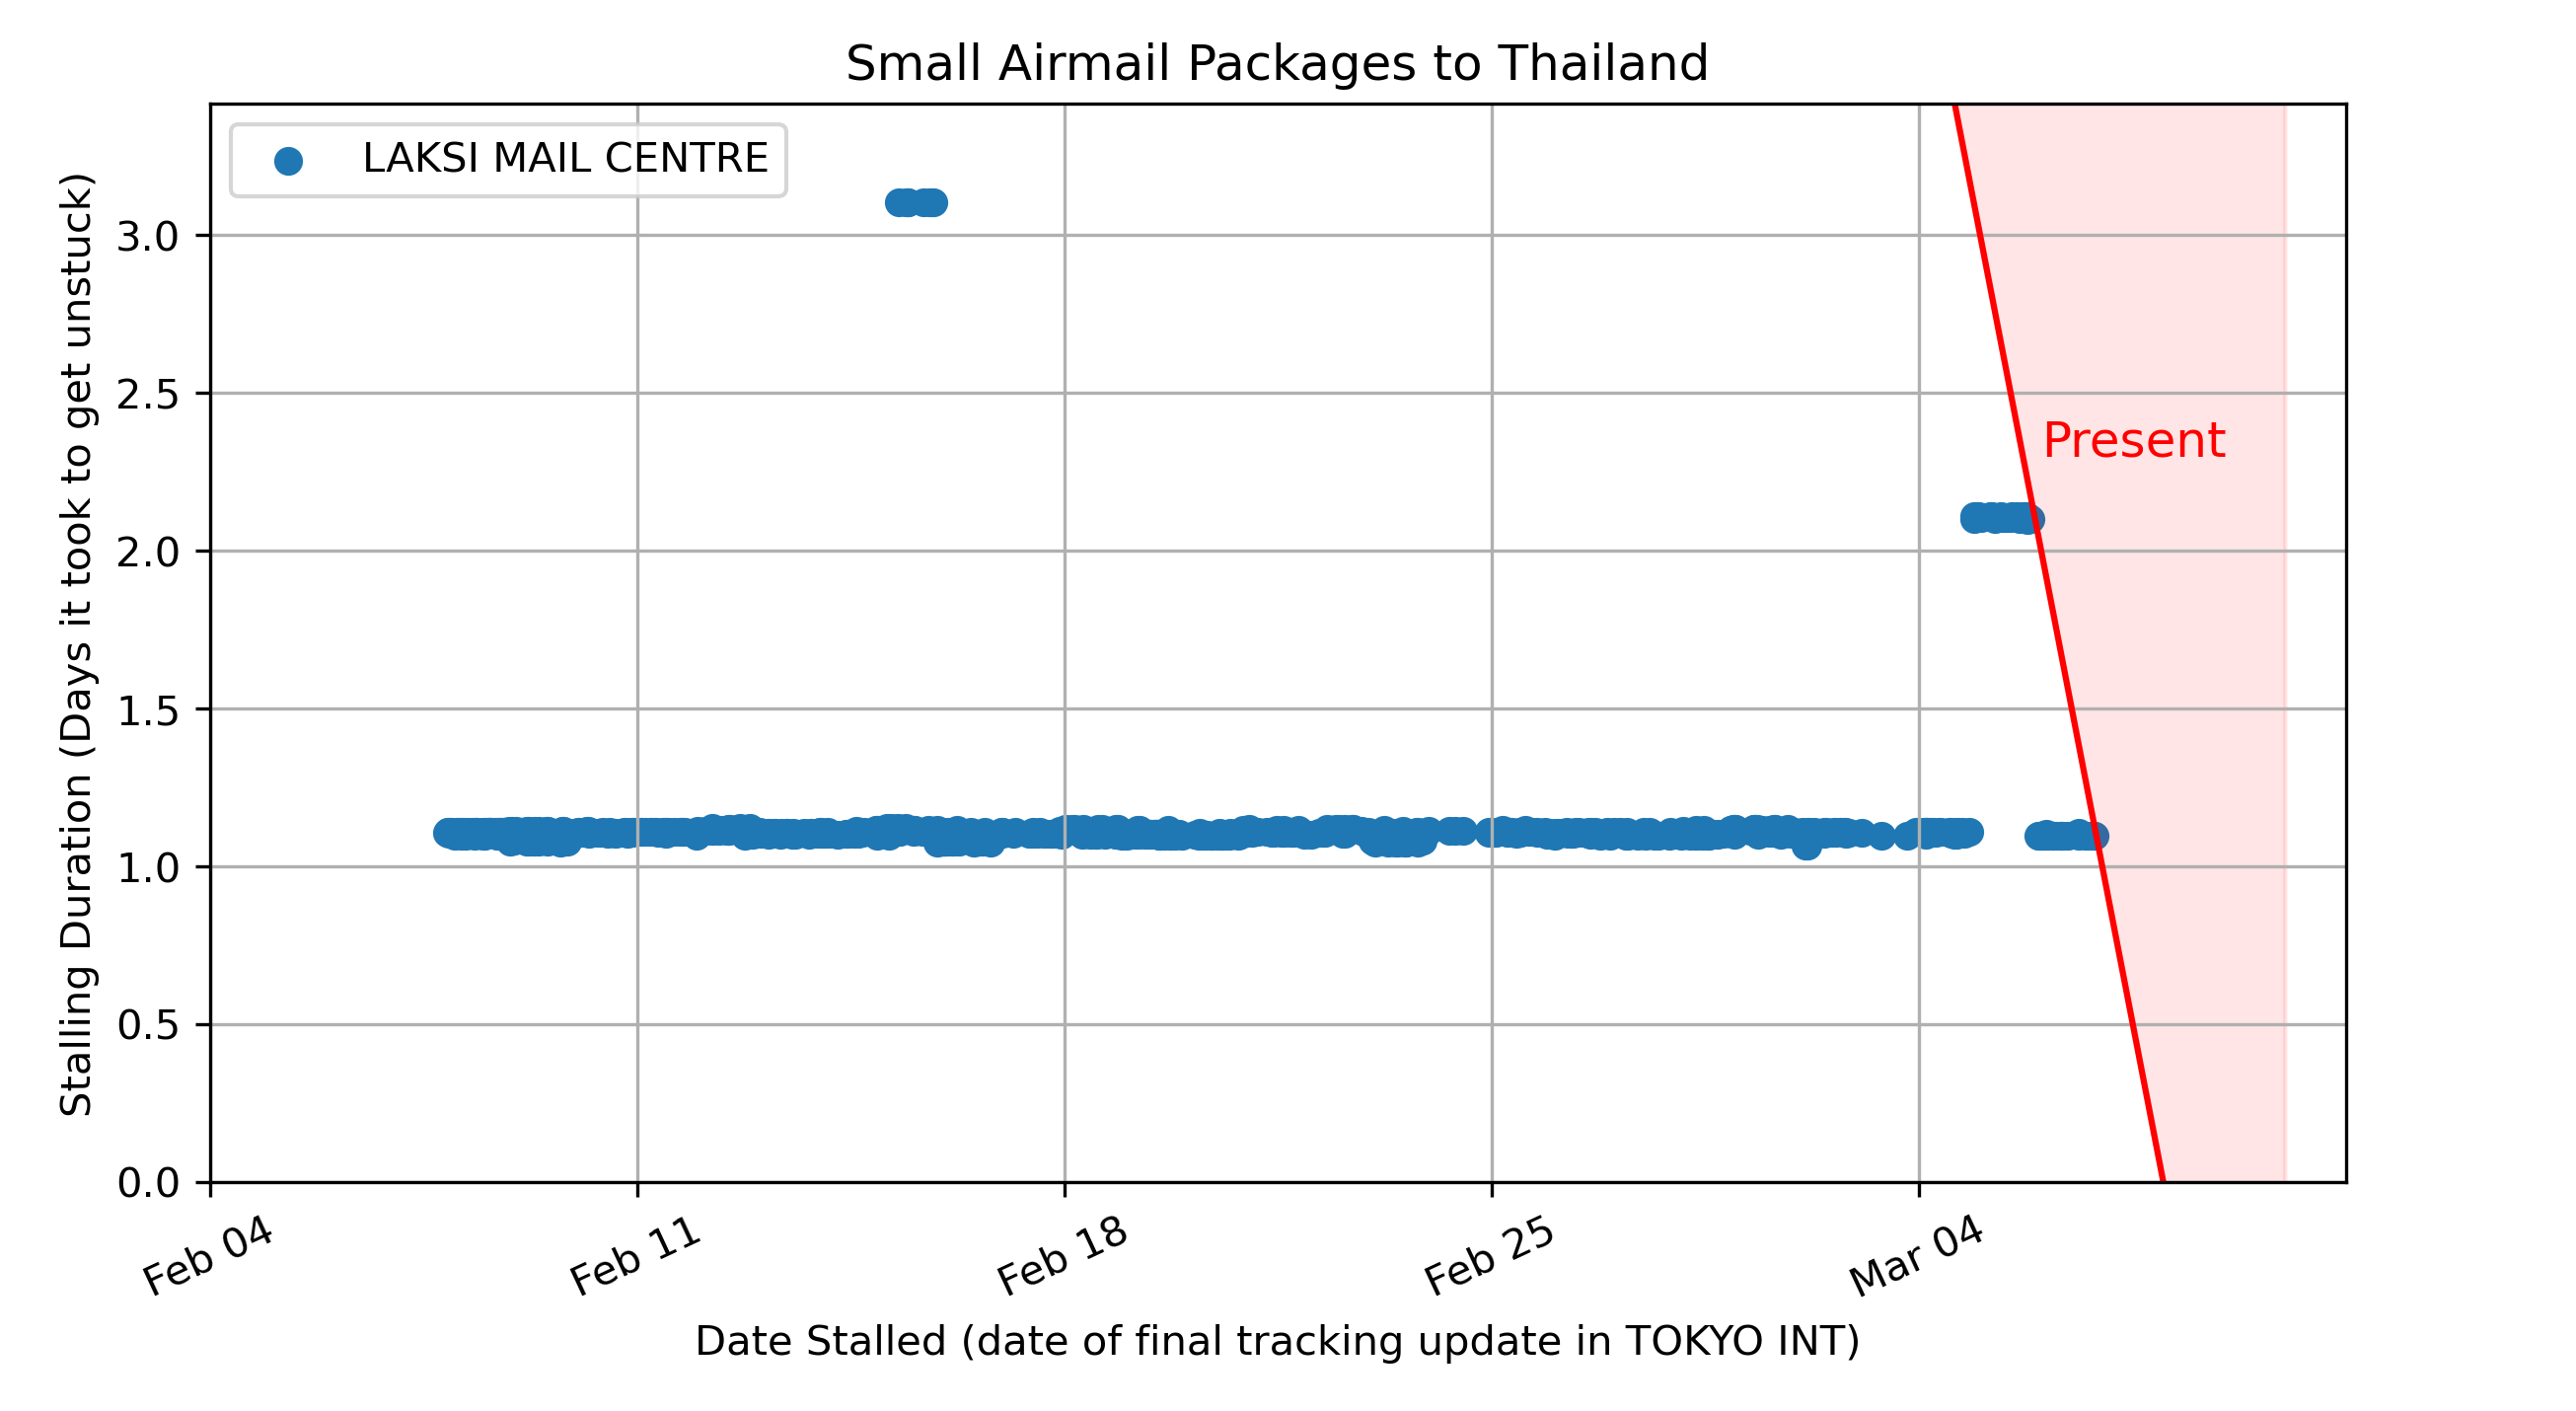 Small Airmail Packages to Thailand
LAKSI MAIL CENTRE
Stalling Duration (Days it took to get unstuck)
3.0
2.5
2.0
1.5
1.0
0.5
0.0
Present
Feb 04
Feb 11
Feb 18
Feb 25
Mar 04
Date Stalled (date of final tracking update in TOKYO INT)